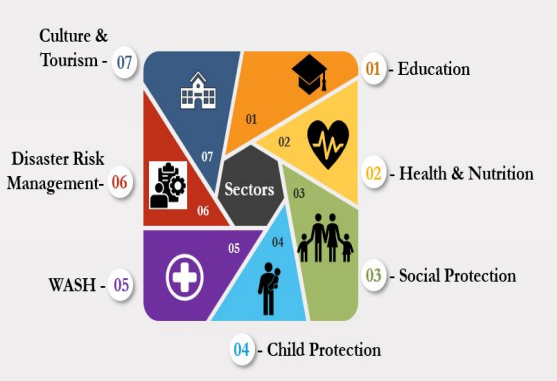 Culture &
Tourism - 07
01 - Education
02 - Health & Nutrition
03 - Social Protection
04 - Child Protection
WASH - 05
Disaster Risk
Management- 06
Sectors
01
02
03
04
05
06
07